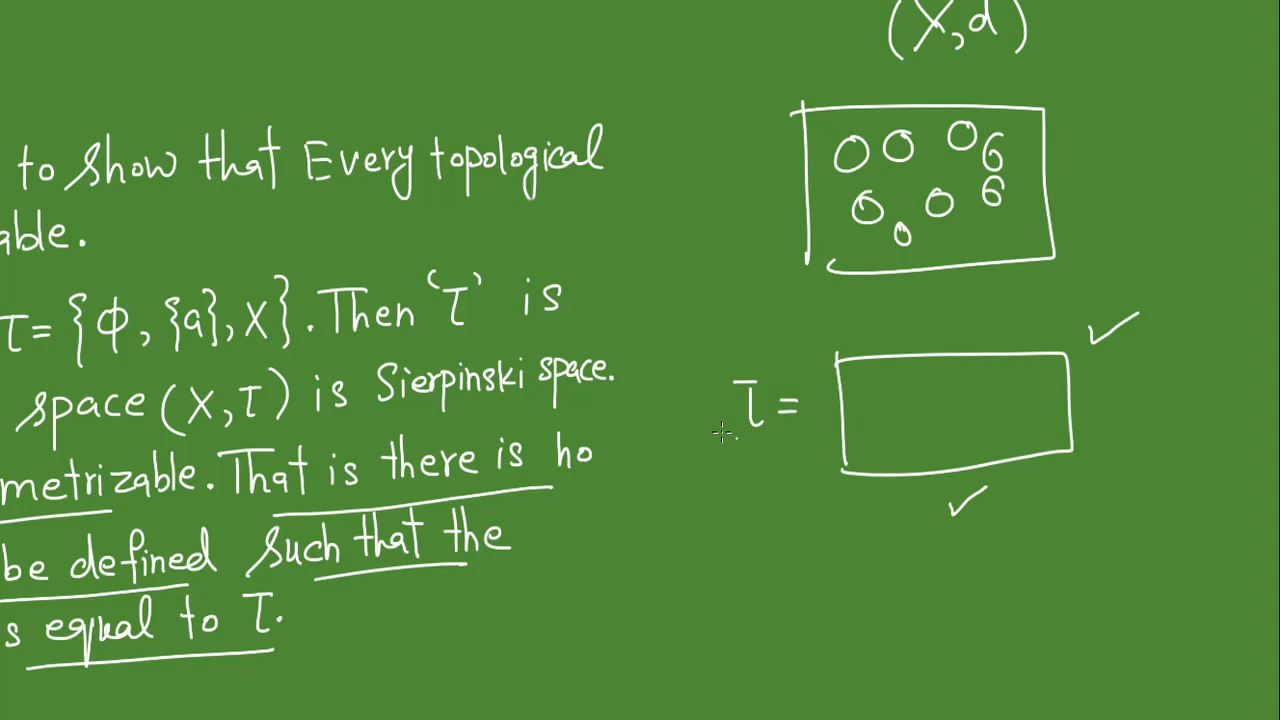 (X,d)
to show that Every topological
able.
τ= {φ, {a}, X}. Then 'τ' is
space (X,τ) is Sierpinski space.
metrizable. That is there is no
be defined such that the
s equal to τ.
τ =